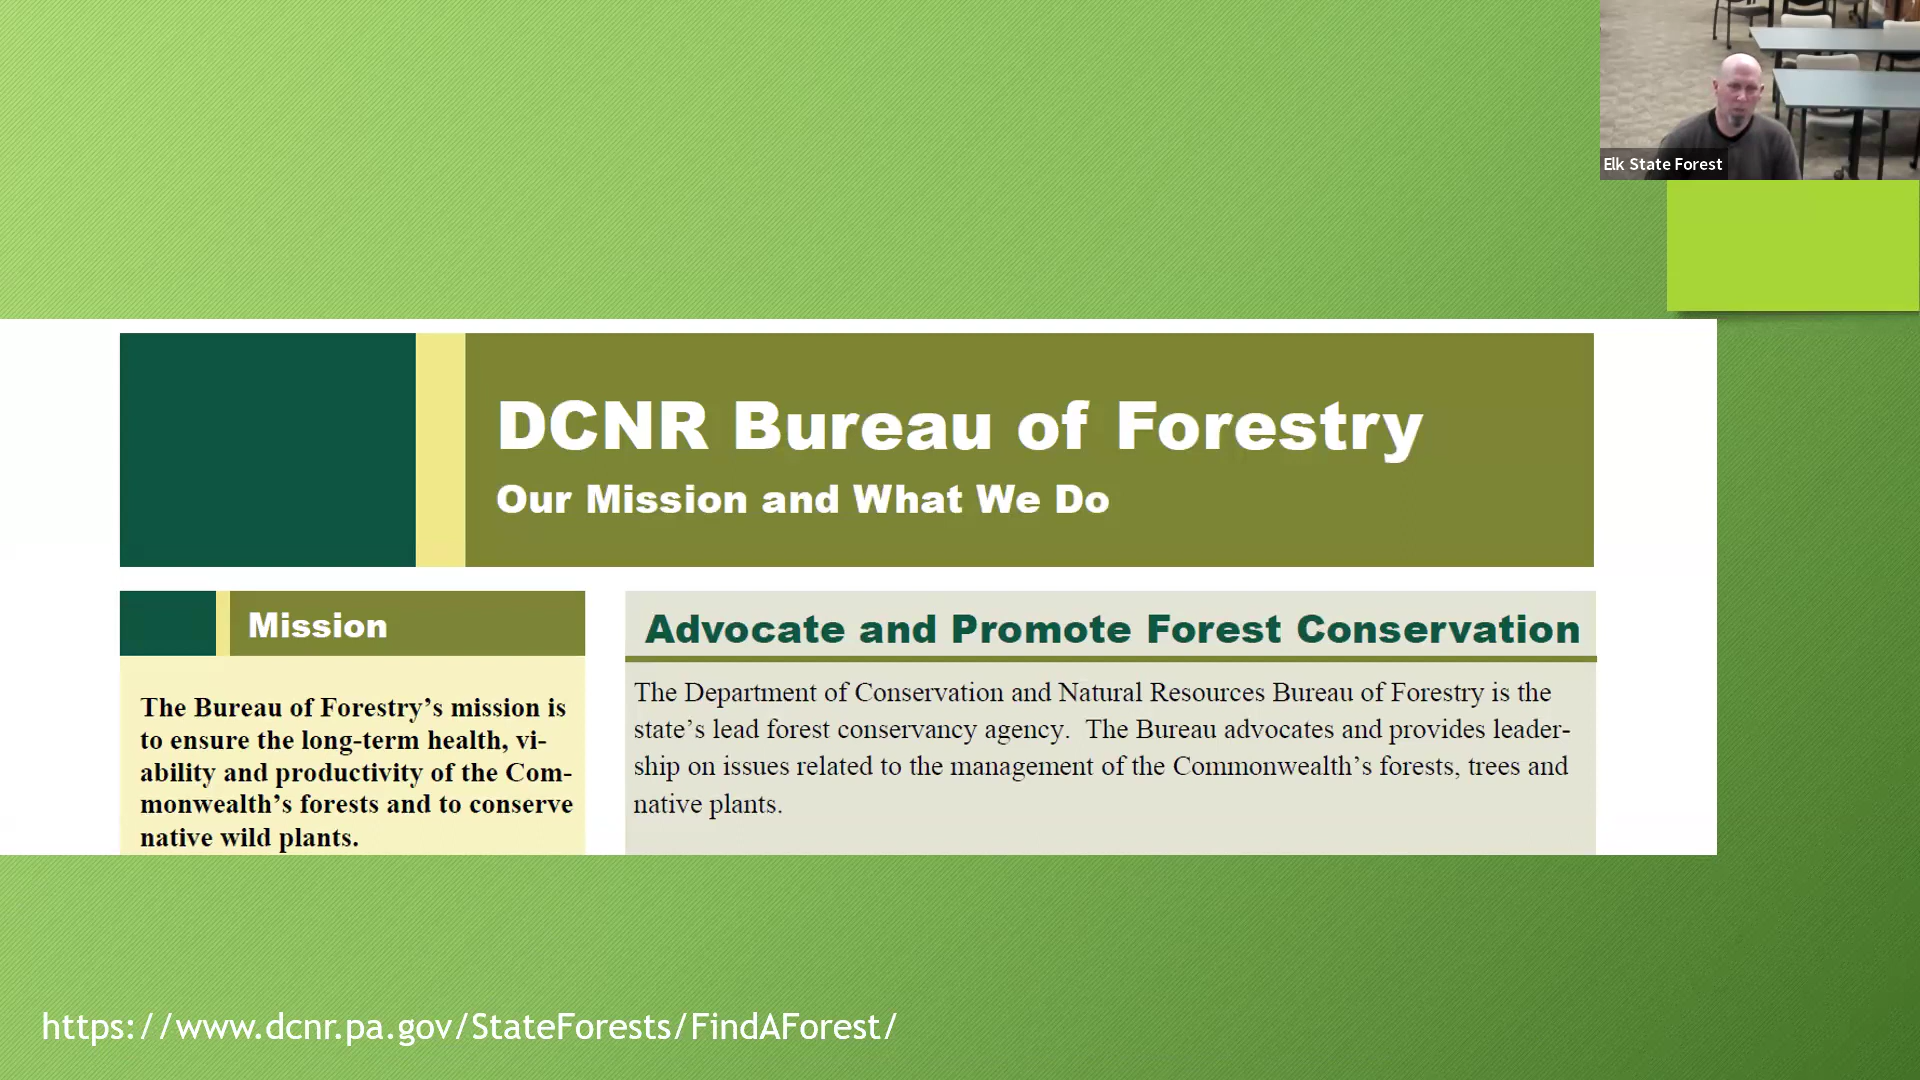 Elk State Forest
DCNR Bureau of Forestry
Our Mission and What We Do
Mission
The Bureau of Forestry’s mission is
to ensure the long-term health, vi-
ability and productivity of the Com-
monwealth’s forests and to conserve
native wild plants.
Advocate and Promote Forest Conservation
The Department of Conservation and Natural Resources Bureau of Forestry is the
state’s lead forest conservancy agency.  The Bureau advocates and provides leader-
ship on issues related to the management of the Commonwealth’s forests, trees and
native plants.
https://www.dcnr.pa.gov/StateForests/FindAForest/